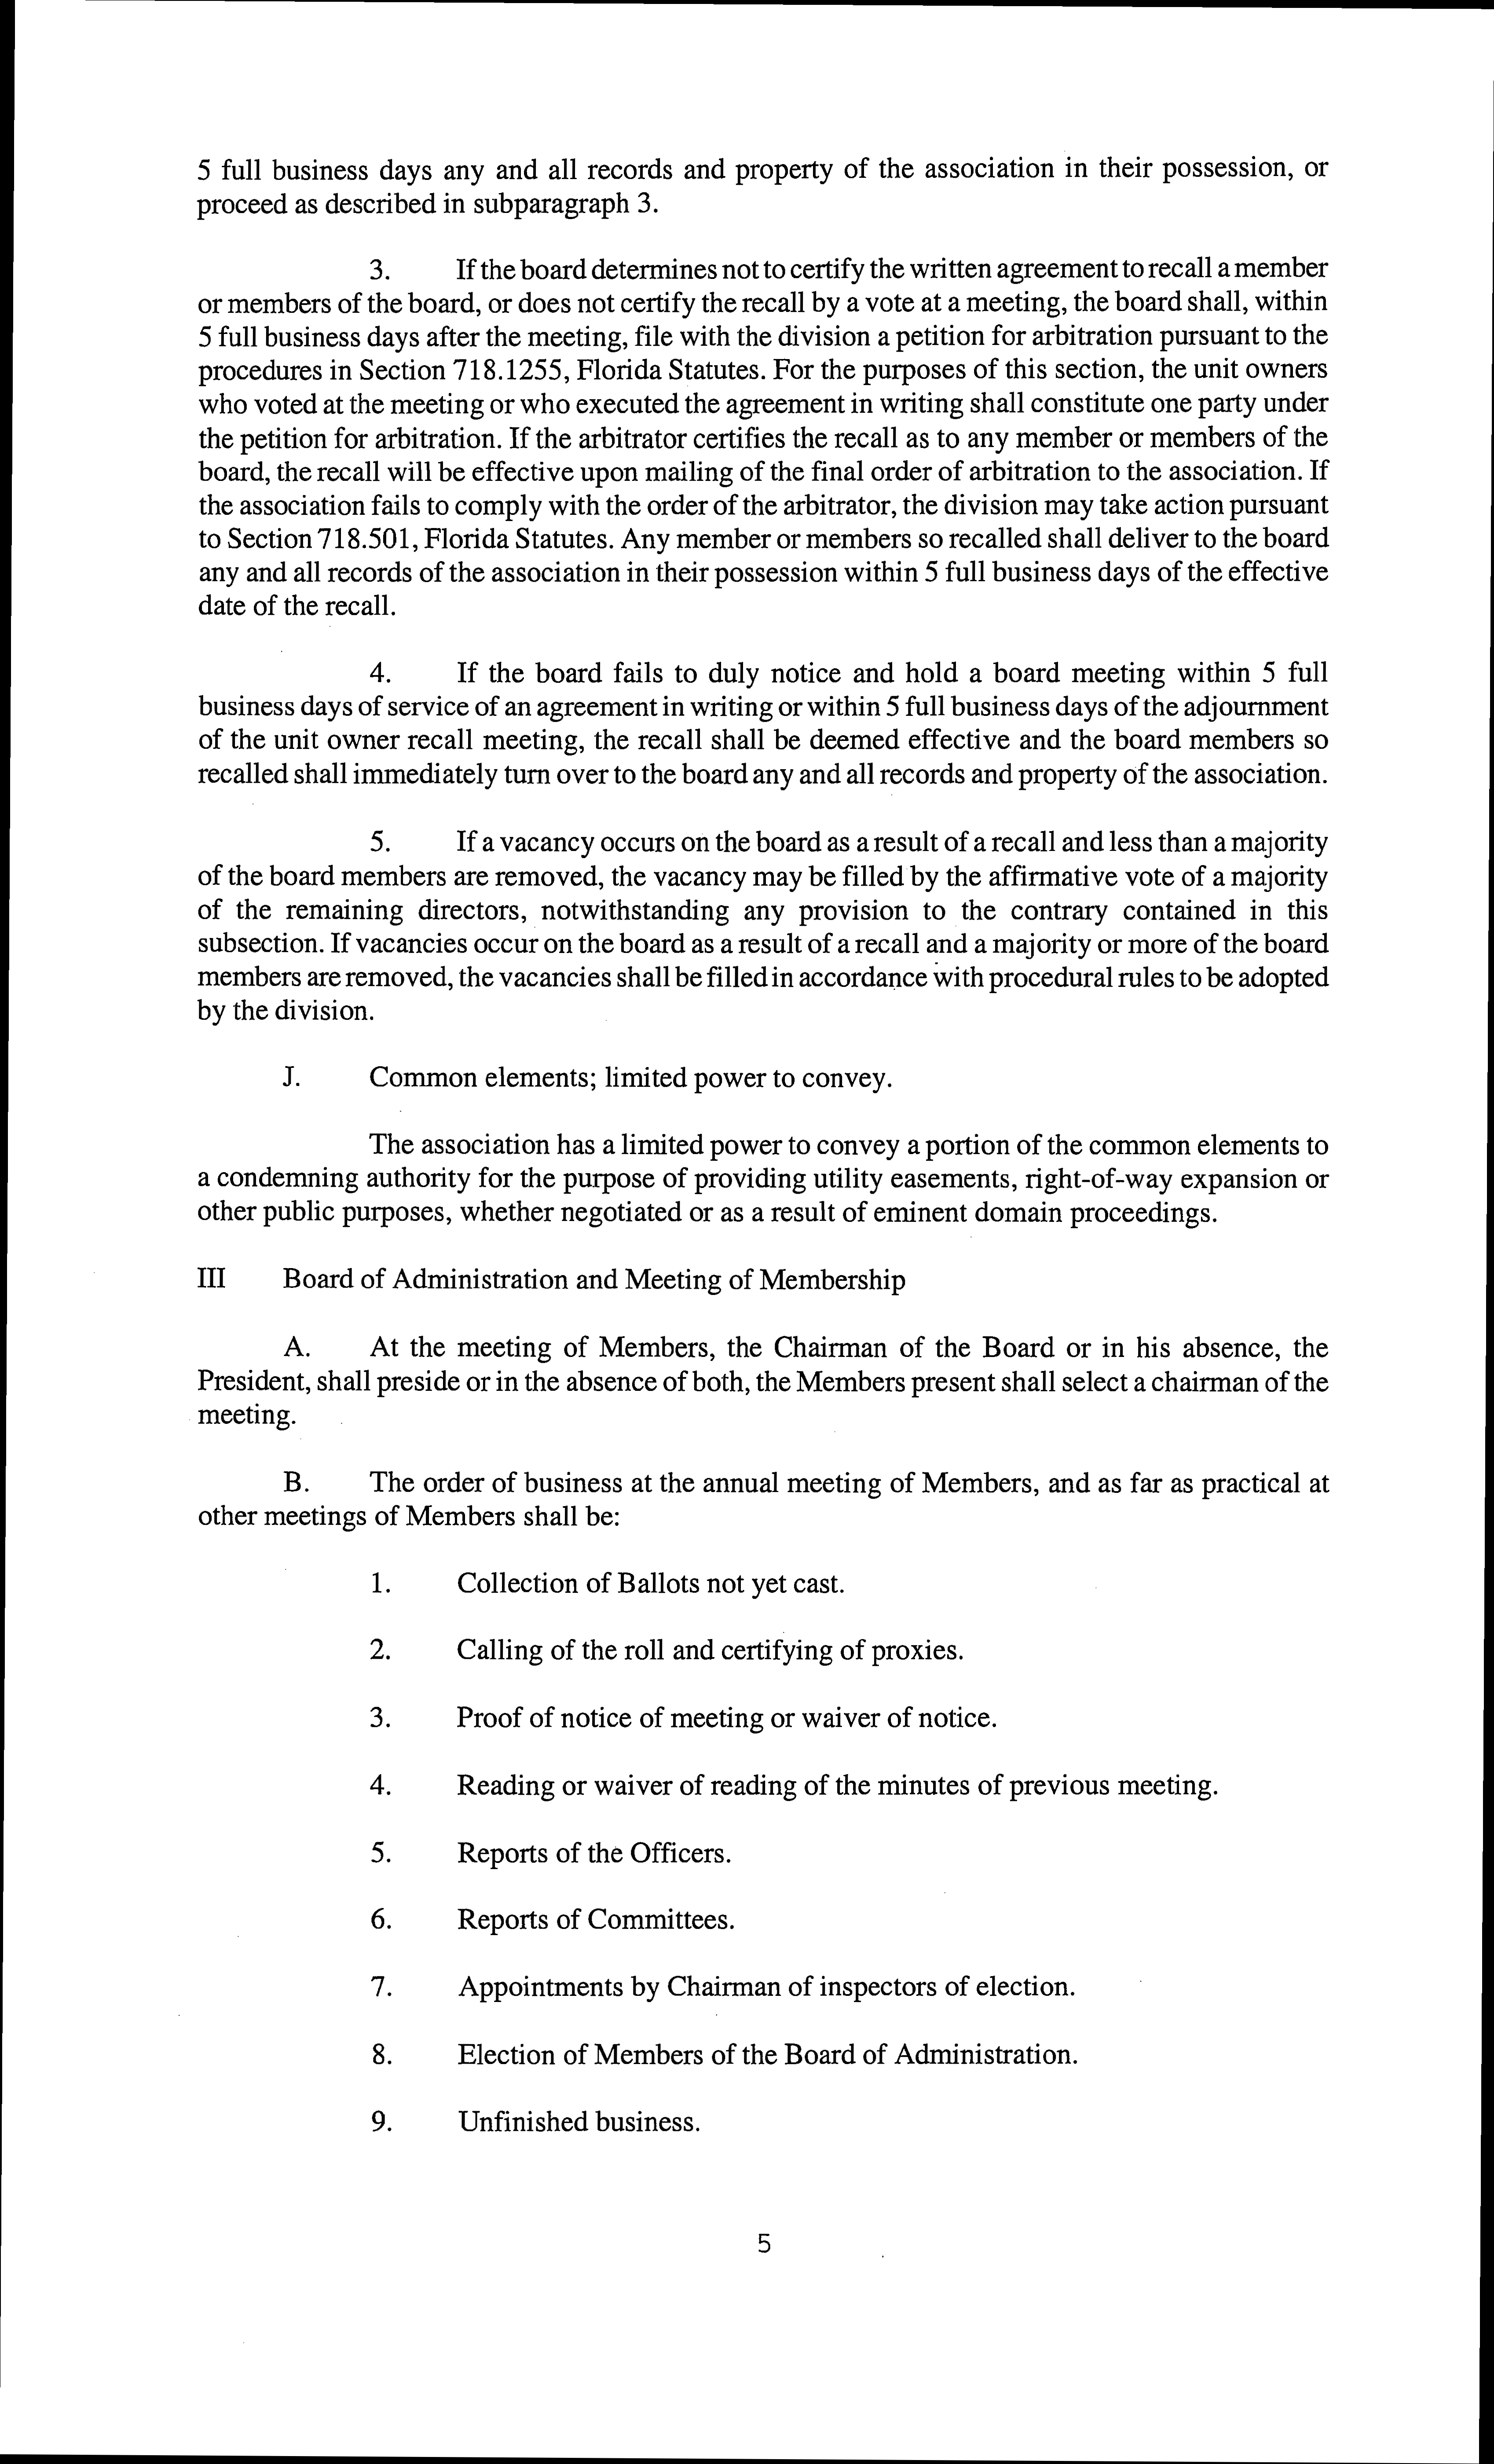 5 full business days any and all records and property of the association in their possession, or
proceed as described in subparagraph 3.
3. If the board determines not to certify the written agreement to recall a member
or members of the board, or does not certify the recall by a vote at a meeting, the board shall, within
5 full business days after the meeting, file with the division a petition for arbitration pursuant to the
procedures in Section 718.1255, Florida Statutes. For the purposes of this section, the unit owners
who voted at the meeting or who executed the agreement in writing shall constitute one party under
the petition for arbitration. If the arbitrator certifies the recall as to any member or members of the
board, the recall will be effective upon mailing of the final order of arbitration to the association. If
the association fails to comply with the order of the arbitrator, the division may take action pursuant
to Section 718.501, Florida Statutes. Any member or members so recalled shall deliver to the board
any and all records of the association in their possession within 5 full business days of the effective
date of the recall.
4. If the board fails to duly notice and hold a board meeting within 5 full
business days of service of an agreement in writing or within 5 full business days of the adjournment
of the unit owner recall meeting, the recall shall be deemed effective and the board members so
recalled shall immediately turn over to the board any and all records and property of the association.
5. If a vacancy occurs on the board as a result of a recall and less than a majority
of the board members are removed, the vacancy may be filled by the affirmative vote of a majority
of the remaining directors, notwithstanding any provision to the contrary contained in this
subsection. If vacancies occur on the board as a result of a recall and a majority or more of the board
members are removed, the vacancies shall be filled in accordance with procedural rules to be adopted
by the division.
J. Common elements; limited power to convey.
The association has a limited power to convey a portion of the common elements to
a condemning authority for the purpose of providing utility easements, right-of-way expansion or
other public purposes, whether negotiated or as a result of eminent domain proceedings.
III Board of Administration and Meeting of Membership
A. At the meeting of Members, the Chairman of the Board or in his absence, the
President, shall preside or in the absence of both, the Members present shall select a chairman of the
meeting.
B. The order of business at the annual meeting of Members, and as far as practical at
other meetings of Members shall be:
1. Collection of Ballots not yet cast.
2. Calling of the roll and certifying of proxies.
3. Proof of notice of meeting or waiver of notice.
4. Reading or waiver of reading of the minutes of previous meeting.
5. Reports of the Officers.
6. Reports of Committees.
7. Appointments by Chairman of inspectors of election.
8. Election of Members of the Board of Administration.
9. Unfinished business.
5